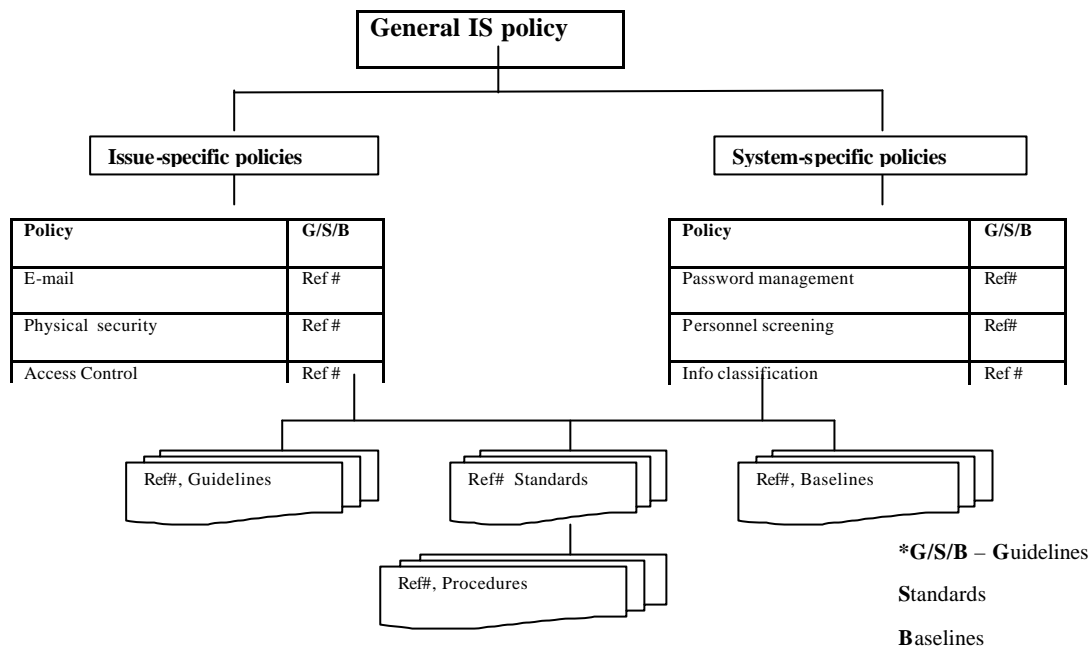 General IS policy
Issue-specific policies
System-specific policies
Policy G/S/B
E-mail Ref #
Physical security Ref #
Access Control Ref #
Policy G/S/B
Password management Ref#
Personnel screening Ref#
Info classification Ref #
Ref#, Guidelines
Ref# Standards
Ref#, Baselines
Ref#, Procedures
*G/S/B – Guidelines
Standards
Baselines